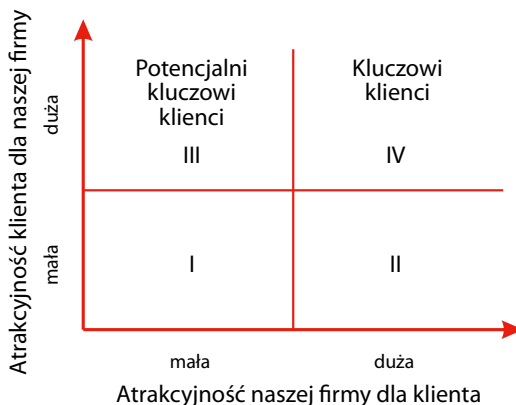 Atrakcyjność klienta dla naszej firmy
duża
mała
Potencjalni
kluczowi
klienci
III
Kluczowi
klienci
IV
I
II
mała
duża
Atrakcyjność naszej firmy dla klienta